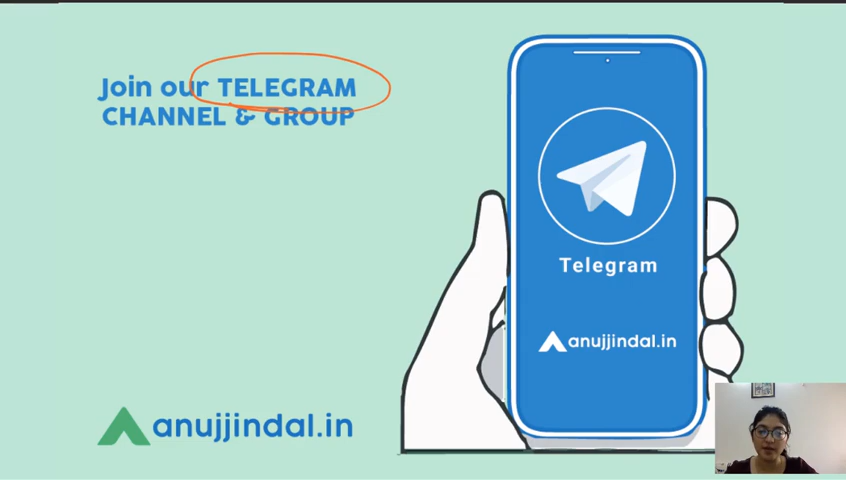 Join our TELEGRAM
CHANNEL & GROUP
Telegram
anujjindal.in
anujjindal.in